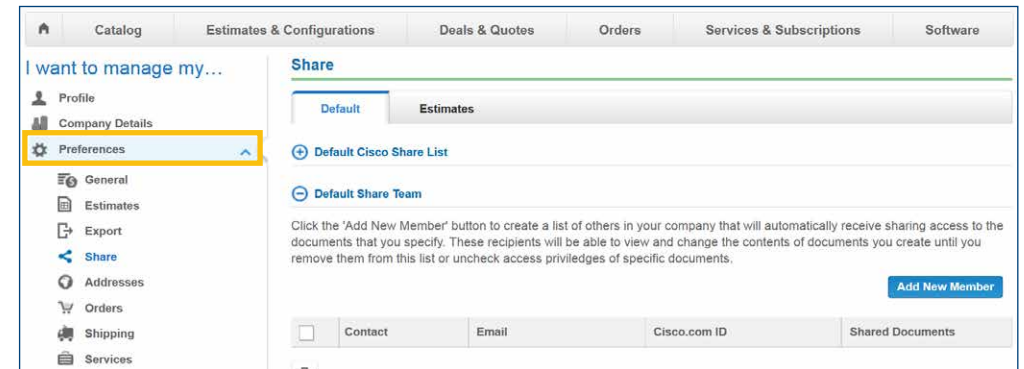 Catalog Estimates & Configurations Deals & Quotes Orders Services & Subscriptions Software
I want to manage my...
Profile
Company Details
Preferences
General
Estimates
Export
Share
Addresses
Orders
Shipping
Services
Share
Default Estimates
Default Cisco Share List
Default Share Team
Click the 'Add New Member' button to create a list of others in your company that will automatically receive sharing access to the
documents that you specify. These recipients will be able to view and change the contents of documents you create until you
remove them from this list or uncheck access priviledges of specific documents.
Add New Member
Contact Email Cisco.com ID Shared Documents